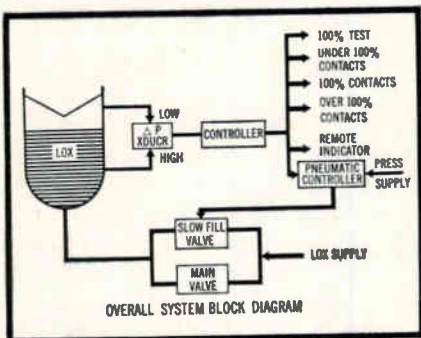 100% TEST
UNDER 100%
CONTACTS
100% CONTACTS
OVER 100%
CONTACTS
REMOTE
INDICATOR
LOW
LOX
Δ P
XDUCR
CONTROLLER
HIGH
PNEUMATIC
CONTROLLER
PRESS
SUPPLY
SLOW FILL
VALVE
MAIN
VALVE
LOX SUPPLY
OVERALL SYSTEM BLOCK DIAGRAM